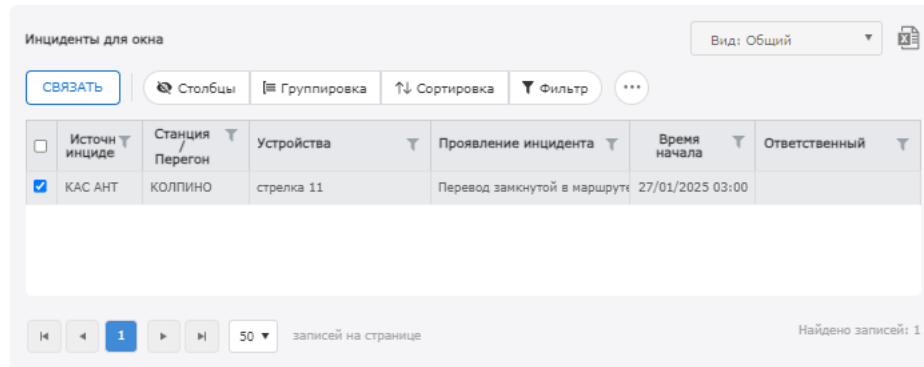 Инциденты для окна
Вид: Общий
СВЯЗАТЬ
Столбцы
Группировка
Сортировка
Фильтр
Источн
инциде
Станция
/
Перегон
Устройства
Проявление инцидента
Время
начала
Ответственный
КАС АНТ КОЛПИНО стрелка 11 Перевод замкнутой в маршруте 27/01/2025 03:00
1
50
записей на странице
Найдено записей: 1